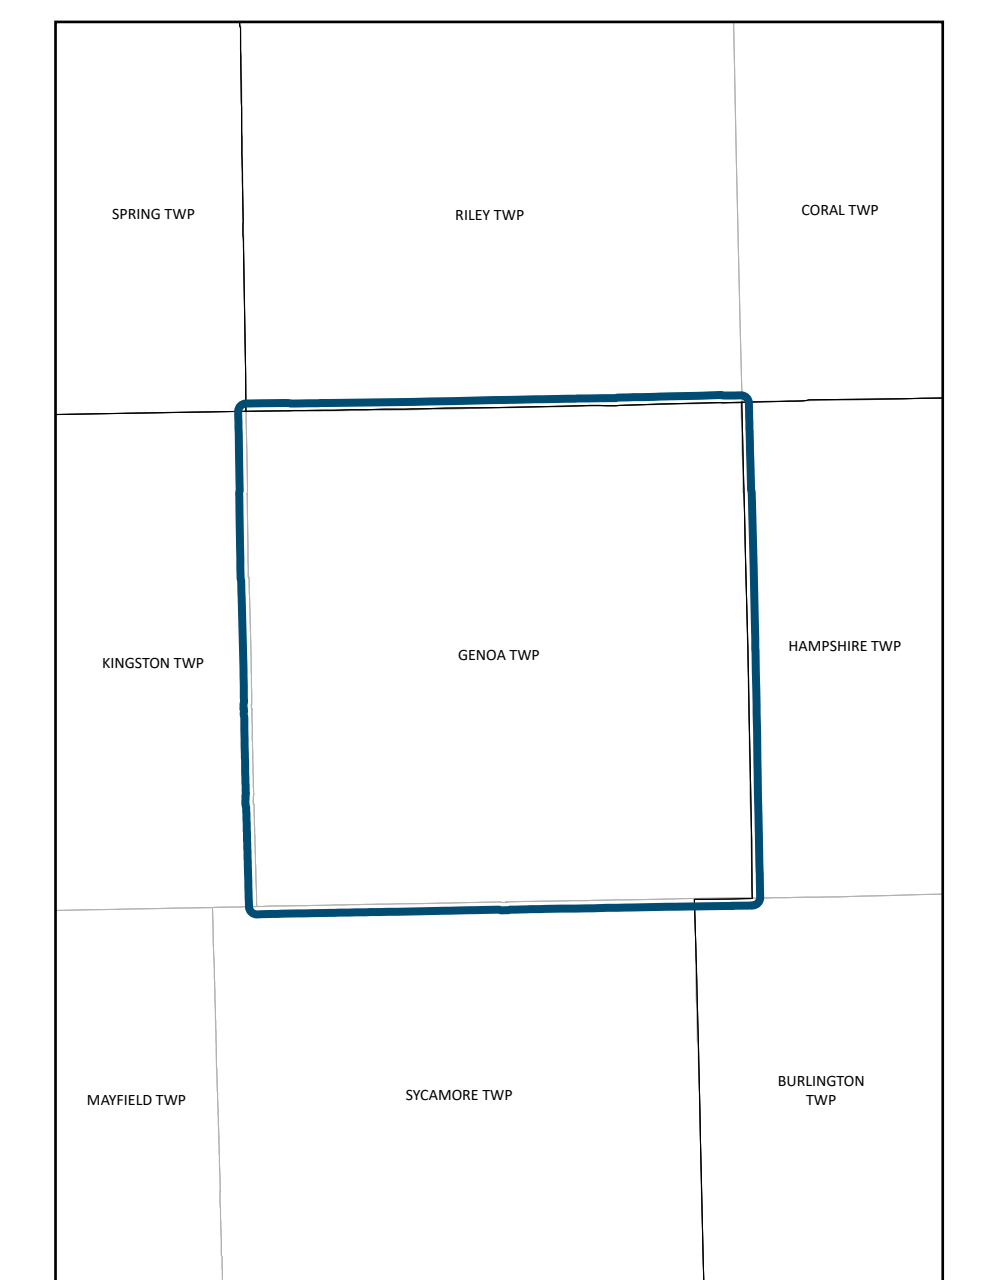 SPRING TWP
RILEY TWP
CORAL TWP
KINGSTON TWP
GENOA TWP
HAMPSHIRE TWP
MAYFIELD TWP
SYCAMORE TWP
BURLINGTON
TWP